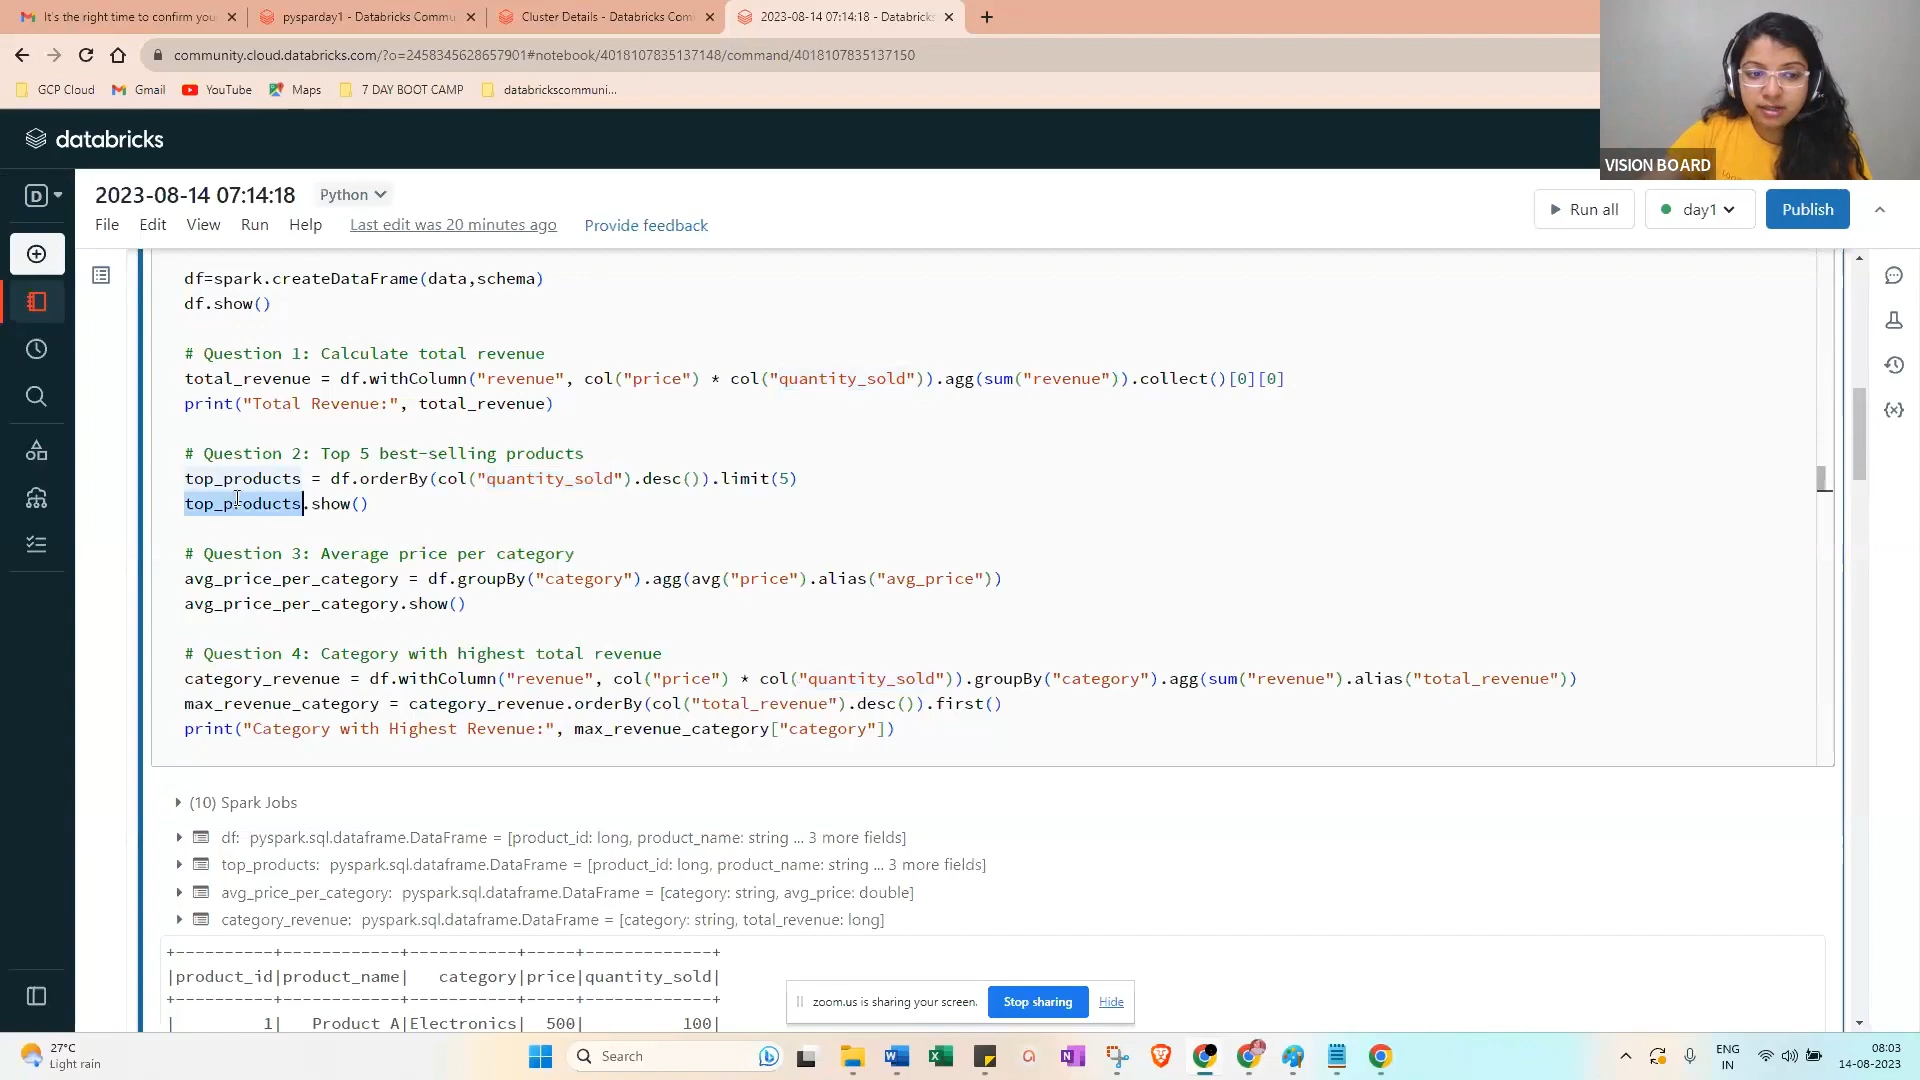 It's the right time to confirm you
pysparday1 - Databricks Commu
Cluster Details - Databricks Com
2023-08-14 07:14:18 - Databricks
community.cloud.databricks.com/?o=2458345628657901#notebook/4018107835137148/command/4018107835137150
GCP Cloud
Gmail
YouTube
Maps
7 DAY BOOT CAMP
databrickscommuni...
VISION BOARD
databricks
D
2023-08-14 07:14:18
Python
Run all
day1
Publish
File
Edit
View
Run
Help
Last edit was 20 minutes ago
Provide feedback
df=spark.createDataFrame(data,schema)
df.show()
# Question 1: Calculate total revenue
total_revenue = df.withColumn("revenue", col("price") * col("quantity_sold")).agg(sum("revenue")).collect()[0][0]
print("Total Revenue:", total_revenue)
# Question 2: Top 5 best-selling products
top_products = df.orderBy(col("quantity_sold").desc()).limit(5)
top_products.show()
# Question 3: Average price per category
avg_price_per_category = df.groupBy("category").agg(avg("price").alias("avg_price"))
avg_price_per_category.show()
# Question 4: Category with highest total revenue
category_revenue = df.withColumn("revenue", col("price") * col("quantity_sold")).groupBy("category").agg(sum("revenue").alias("total_revenue"))
max_revenue_category = category_revenue.orderBy(col("total_revenue").desc()).first()
print("Category with Highest Revenue:", max_revenue_category["category"])
(10) Spark Jobs
df: pyspark.sql.dataframe.DataFrame = [product_id: long, product_name: string ... 3 more fields]
top_products: pyspark.sql.dataframe.DataFrame = [product_id: long, product_name: string ... 3 more fields]
avg_price_per_category: pyspark.sql.dataframe.DataFrame = [category: string, avg_price: double]
category_revenue: pyspark.sql.dataframe.DataFrame = [category: string, total_revenue: long]
+----------+------------+-----------+-----+-------------+
|product_id|product_name|   category|price|quantity_sold|
+----------+------------+-----------+-----+-------------+
|         1|   Product A|Electronics|  500|          100|
zoom.us is sharing your screen.
Stop sharing
Hide
27°C
Light rain
Search
ENG
IN
08:03
14-08-2023